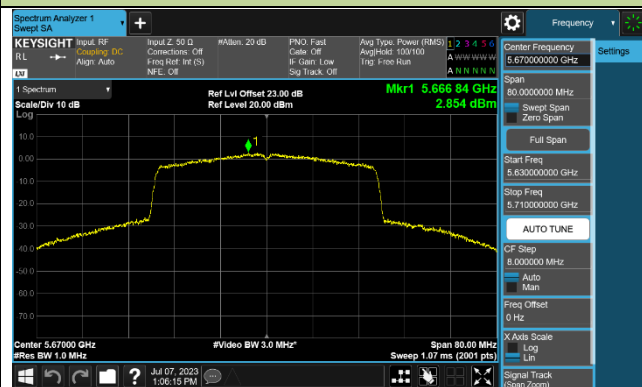 Spectrum Analyzer 1
Swept SA
Frequency
KEYSIGHT
Input: RF
Coupling: DC
Align: Auto
Input Z: 50 Ω
Corrections: Off
Freq Ref: Int (S)
NFE: Off
#Atten: 20 dB
PNO: Fast
Gate: Off
IF Gain: Low
Sig Track: Off
Avg Type: Power (RMS)
Avg|Hold: 100/100
Trig: Free Run
1 2 3 4 5 6
A W W W W W
A N N N N N
RL
LXI
1 Spectrum
Scale/Div 10 dB
Log
Ref Lvl Offset 23.00 dB
Ref Level 20.00 dBm
Mkr1 5.666 84 GHz
2.854 dBm
1
10.0
0.00
-10.0
-20.0
-30.0
-40.0
-50.0
-60.0
-70.0
Center 5.67000 GHz
#Res BW 1.0 MHz
#Video BW 3.0 MHz*
Span 80.00 MHz
Sweep 1.07 ms (2001 pts)
Jul 07, 2023
1:06:15 PM
Center Frequency
5.670000000 GHz
Settings
Span
80.0000000 MHz
Swept Span
Zero Span
Full Span
Start Freq
5.630000000 GHz
Stop Freq
5.710000000 GHz
AUTO TUNE
CF Step
8.000000 MHz
Auto
Man
Freq Offset
0 Hz
X Axis Scale
Log
Lin
Signal Track
(Span Zoom)